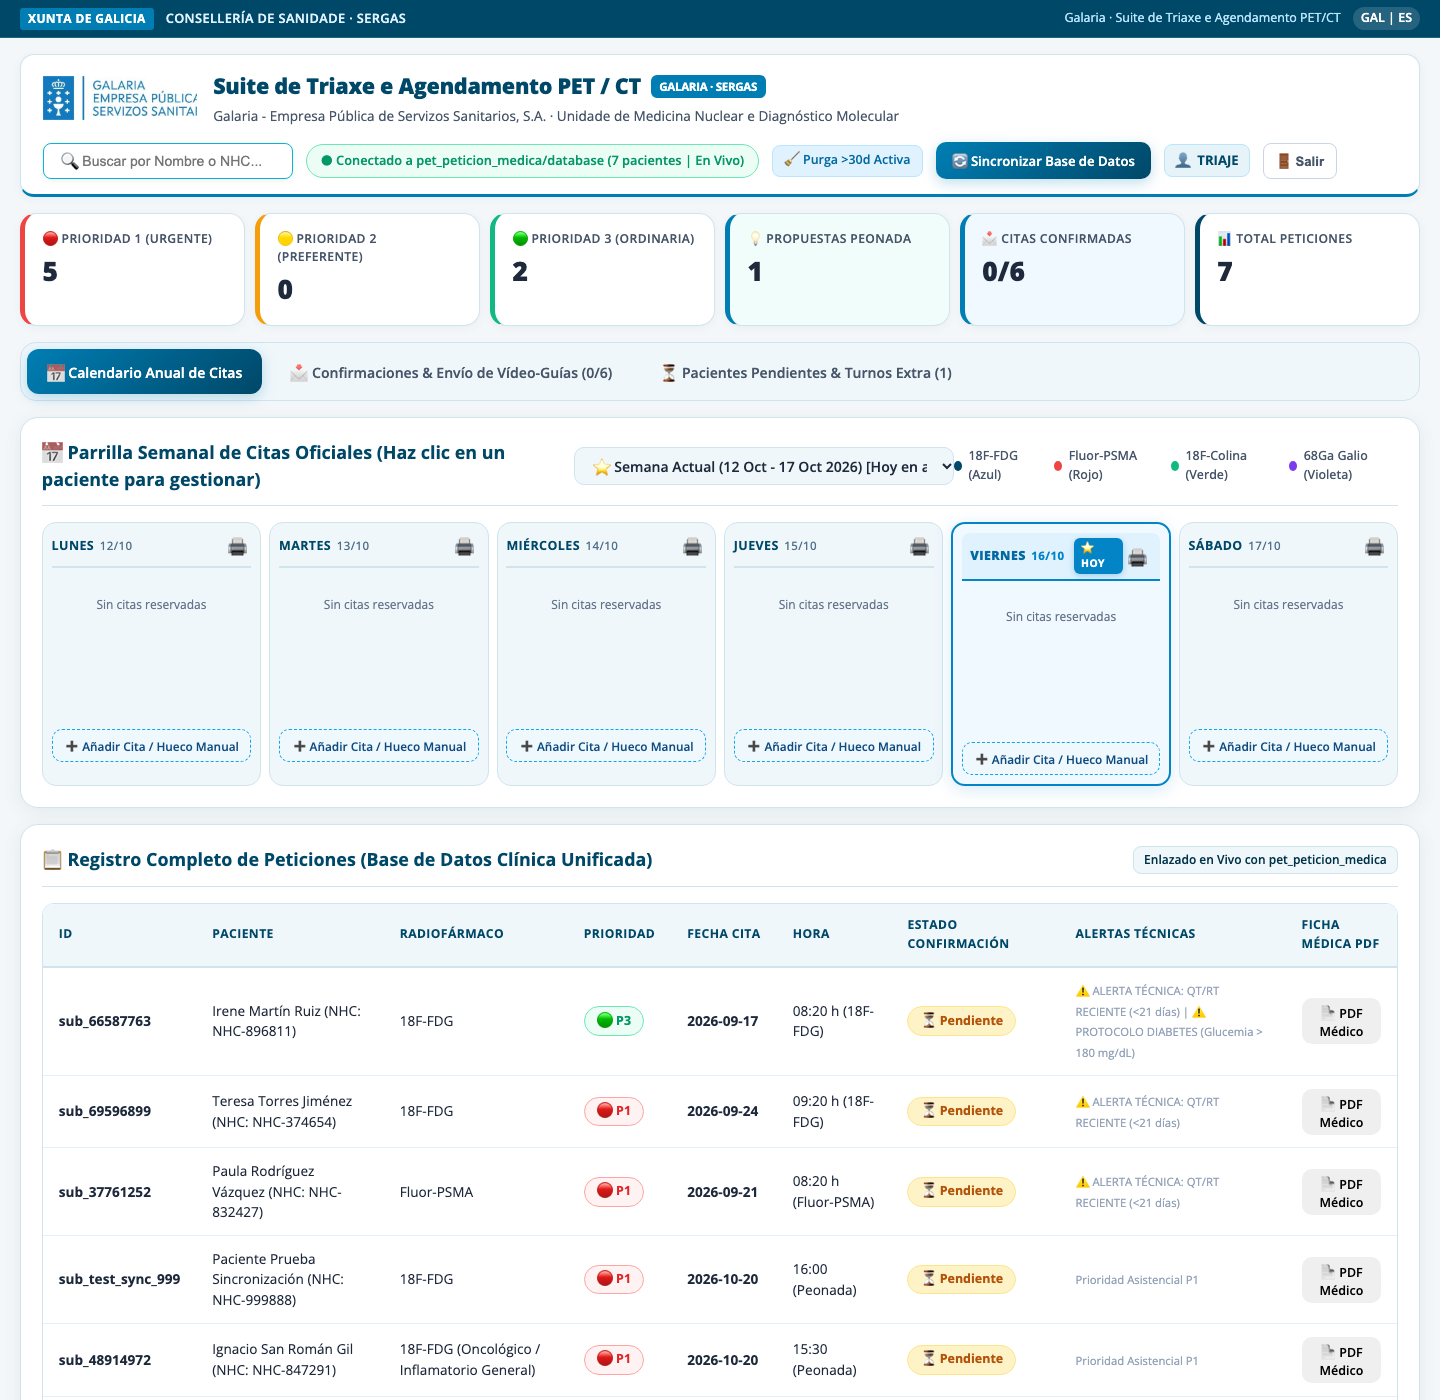 XUNTA DE GALICIA CONSELLERÍA DE SANIDADE · SERGAS
Galaria · Suite de Triaxe e Agendamento PET/CT GAL | ES
GALARIA
EMPRESA PÚBLICA
SERVIZOS SANITAI
Suite de Triaxe e Agendamento PET / CT GALARIA · SERGAS
Galaria - Empresa Pública de Servizos Sanitarios, S.A. · Unidade de Medicina Nuclear e Diagnóstico Molecular
Buscar por Nombre o NHC...
Conectado a pet_peticion_medica/database (7 pacientes | En Vivo)
Purga >30d Activa
Sincronizar Base de Datos
TRIAJE
Salir
PRIORIDAD 1 (URGENTE)
5
PRIORIDAD 2
(PREFERENTE)
0
PRIORIDAD 3 (ORDINARIA)
2
PROPUESTAS PEONADA
1
CITAS CONFIRMADAS
0/6
TOTAL PETICIONES
7
Calendario Anual de Citas
Confirmaciones & Envío de Vídeo-Guías (0/6)
Pacientes Pendientes & Turnos Extra (1)
Parrilla Semanal de Citas Oficiales (Haz clic en un
paciente para gestionar)
Semana Actual (12 Oct - 17 Oct 2026) [Hoy en a
18F-FDG
(Azul)
Fluor-PSMA
(Rojo)
18F-Colina
(Verde)
68Ga Galio
(Violeta)
LUNES 12/10
Sin citas reservadas
➕ Añadir Cita / Hueco Manual
MARTES 13/10
Sin citas reservadas
➕ Añadir Cita / Hueco Manual
MIÉRCOLES 14/10
Sin citas reservadas
➕ Añadir Cita / Hueco Manual
JUEVES 15/10
Sin citas reservadas
➕ Añadir Cita / Hueco Manual
VIERNES 16/10 ⭐ HOY
Sin citas reservadas
➕ Añadir Cita / Hueco Manual
SÁBADO 17/10
Sin citas reservadas
➕ Añadir Cita / Hueco Manual
Registro Completo de Peticiones (Base de Datos Clínica Unificada)
Enlazado en Vivo con pet_peticion_medica
ID PACIENTE RADIOFÁRMACO PRIORIDAD FECHA CITA HORA ESTADO CONFIRMACIÓN ALERTAS TÉCNICAS FICHA MÉDICA PDF
sub_66587763
Irene Martín Ruiz (NHC:
NHC-896811)
18F-FDG
P3
2026-09-17
08:20 h (18F-
FDG)
Pendiente
⚠️ ALERTA TÉCNICA: QT/RT
RECIENTE (<21 días) | ⚠️
PROTOCOLO DIABETES (Glucemia >
180 mg/dL)
PDF
Médico
sub_69596899
Teresa Torres Jiménez
(NHC: NHC-374654)
18F-FDG
P1
2026-09-24
09:20 h (18F-
FDG)
Pendiente
⚠️ ALERTA TÉCNICA: QT/RT
RECIENTE (<21 días)
PDF
Médico
sub_37761252
Paula Rodríguez
Vázquez (NHC: NHC-
832427)
Fluor-PSMA
P1
2026-09-21
08:20 h
(Fluor-PSMA)
Pendiente
⚠️ ALERTA TÉCNICA: QT/RT
RECIENTE (<21 días)
PDF
Médico
sub_test_sync_999
Paciente Prueba
Sincronización (NHC:
NHC-999888)
18F-FDG
P1
2026-10-20
16:00
(Peonada)
Pendiente
Prioridad Asistencial P1
PDF
Médico
sub_48914972
Ignacio San Román Gil
(NHC: NHC-847291)
18F-FDG (Oncológico /
Inflamatorio General)
P1
2026-10-20
15:30
(Peonada)
Pendiente
Prioridad Asistencial P1
PDF
Médico